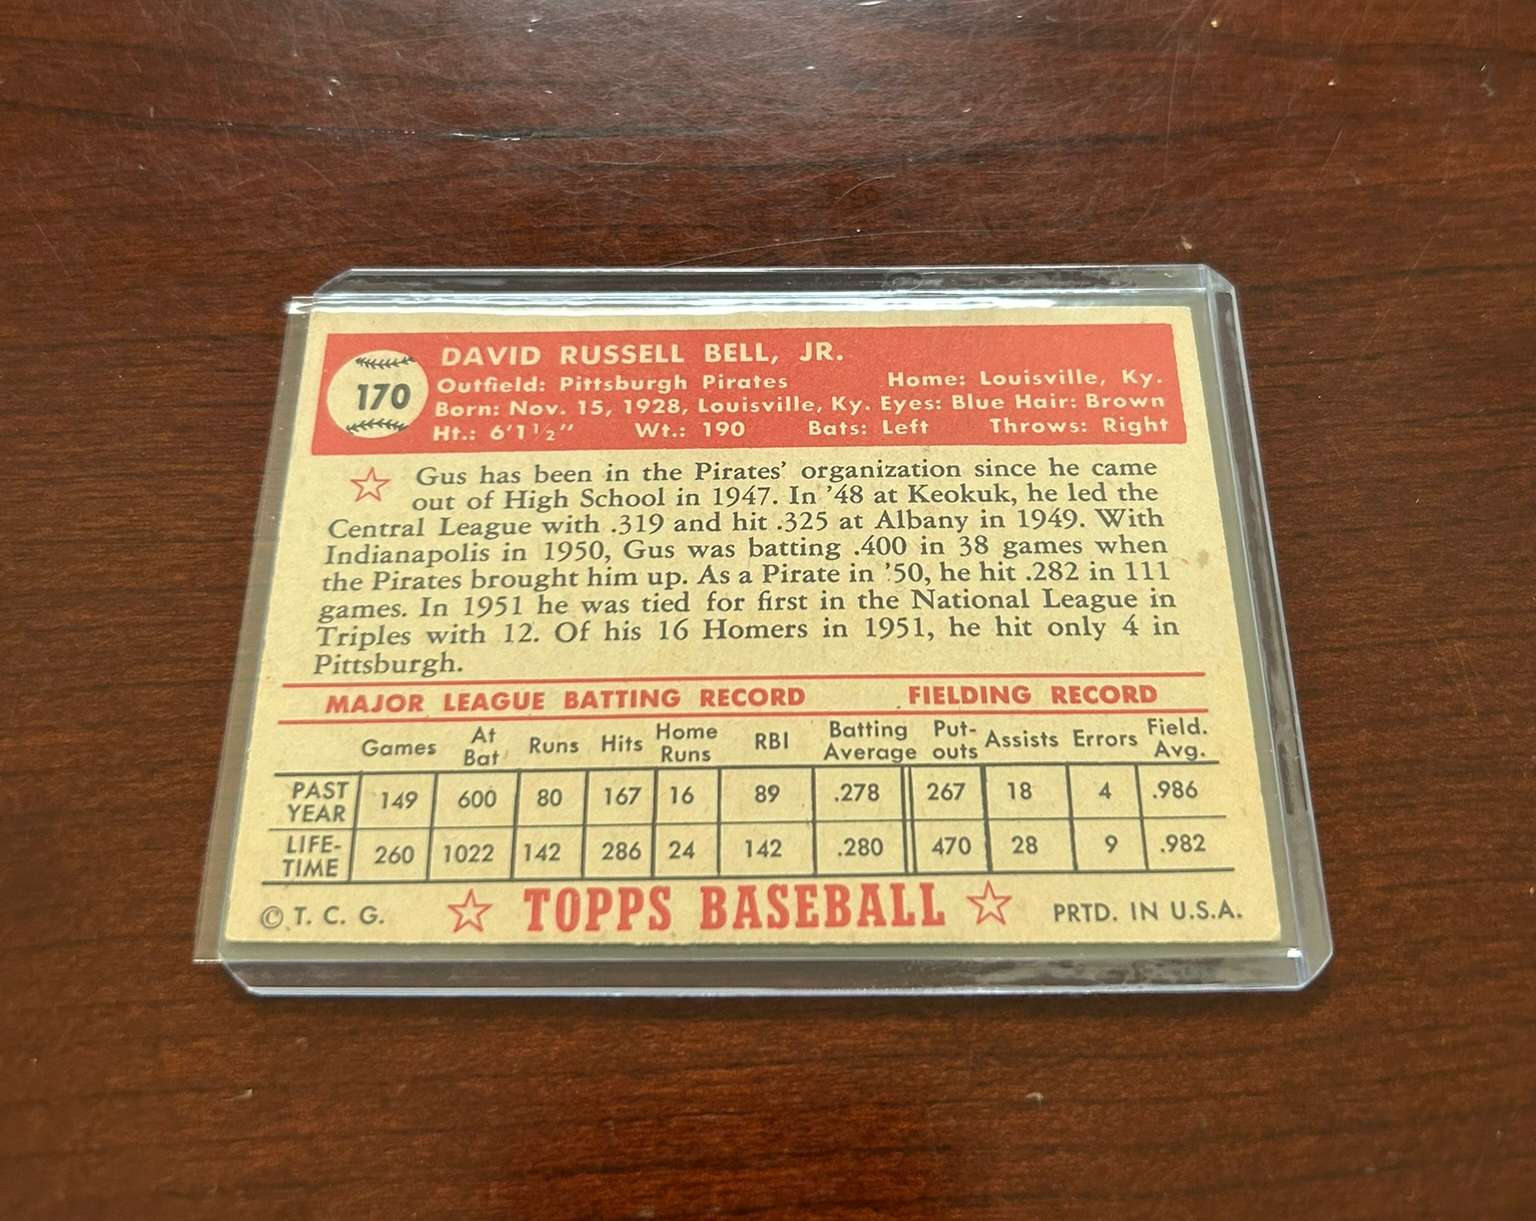 170
DAVID RUSSELL BELL, JR.
Outfield: Pittsburgh Pirates Home: Louisville, Ky.
Born: Nov. 15, 1928, Louisville, Ky. Eyes: Blue Hair: Brown
Ht.: 6'1½" Wt.: 190 Bats: Left Throws: Right
Gus has been in the Pirates' organization since he came
out of High School in 1947. In '48 at Keokuk, he led the
Central League with .319 and hit .325 at Albany in 1949. With
Indianapolis in 1950, Gus was batting .400 in 38 games when
the Pirates brought him up. As a Pirate in '50, he hit .282 in 111
games. In 1951 he was tied for first in the National League in
Triples with 12. Of his 16 Homers in 1951, he hit only 4 in
Pittsburgh.
MAJOR LEAGUE BATTING RECORD FIELDING RECORD
Games At Bat Runs Hits Home Runs RBI Batting Average Put-outs Assists Errors Field. Avg.
PAST YEAR 149 600 80 167 16 89 .278 267 18 4 .986
LIFE-TIME 260 1022 142 286 24 142 .280 470 28 9 .982
© T. C. G. TOPPS BASEBALL PRTD. IN U.S.A.